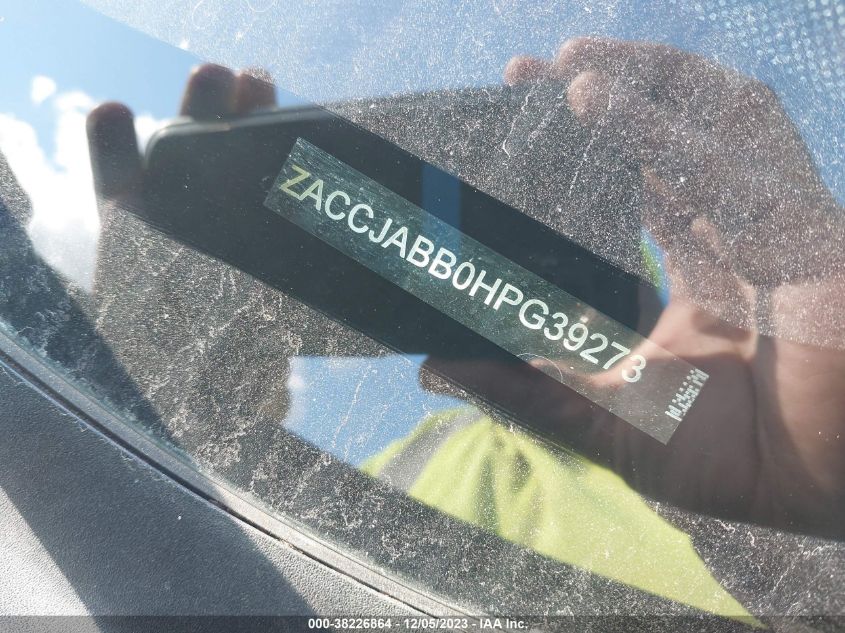 ZACCJABB0HPG39273
000-38226864 - 12/05/2023 - IAA Inc.